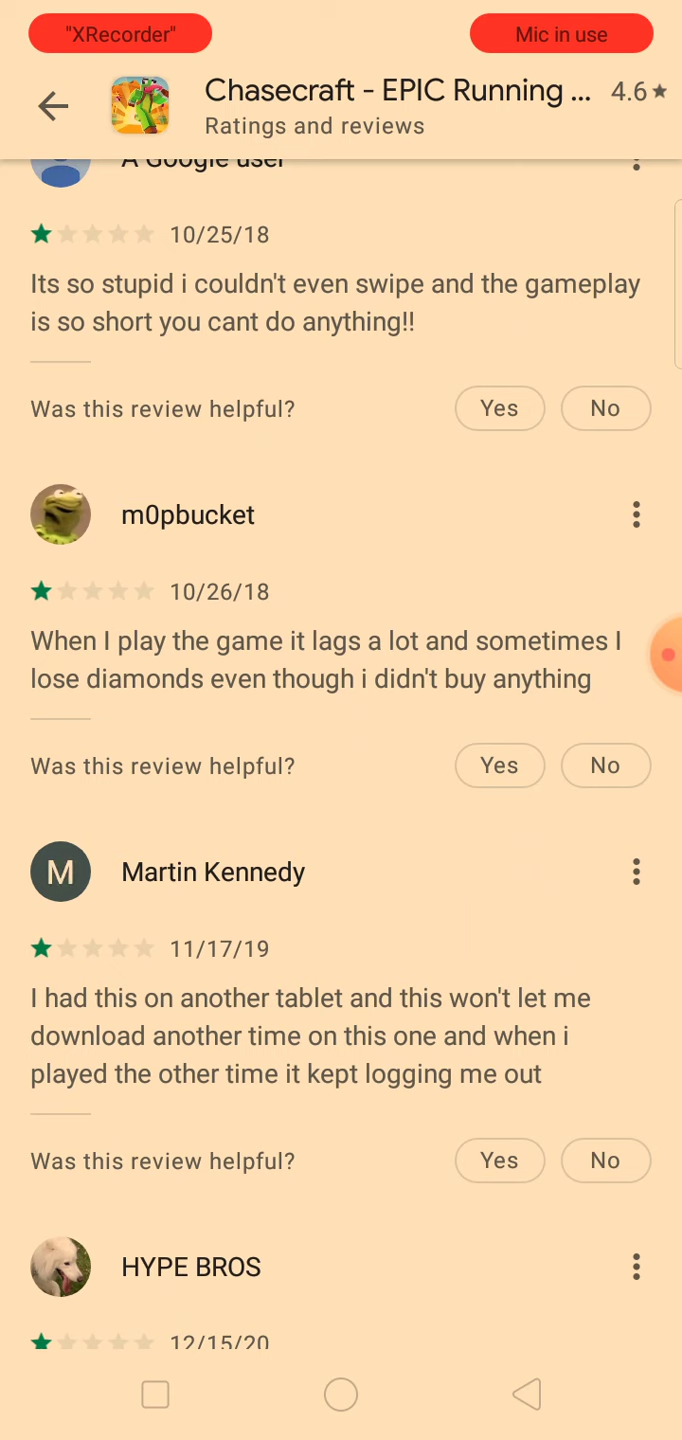 "XRecorder"
Mic in use
Chasecraft - EPIC Running ...
4.6★
Ratings and reviews
A Google user
10/25/18
Its so stupid i couldn't even swipe and the gameplay
is so short you cant do anything!!
Was this review helpful?
Yes
No
m0pbucket
10/26/18
When I play the game it lags a lot and sometimes I
lose diamonds even though i didn't buy anything
Was this review helpful?
Yes
No
M
Martin Kennedy
11/17/19
I had this on another tablet and this won't let me
download another time on this one and when i
played the other time it kept logging me out
Was this review helpful?
Yes
No
HYPE BROS
12/15/20